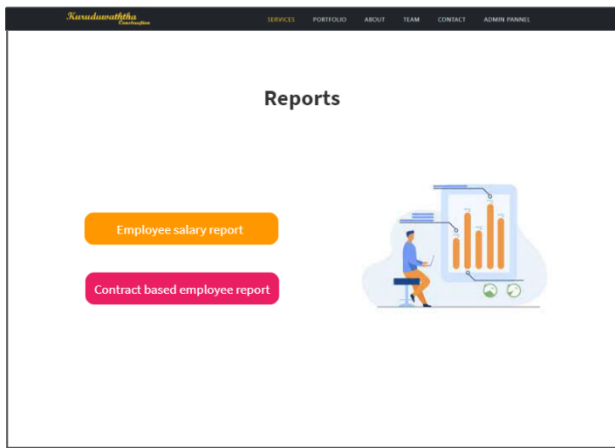 Kuruduwaththa
Construction
SERVICES PORTFOLIO ABOUT TEAM CONTACT ADMIN PANNEL
Reports
Employee salary report
Contract based employee report